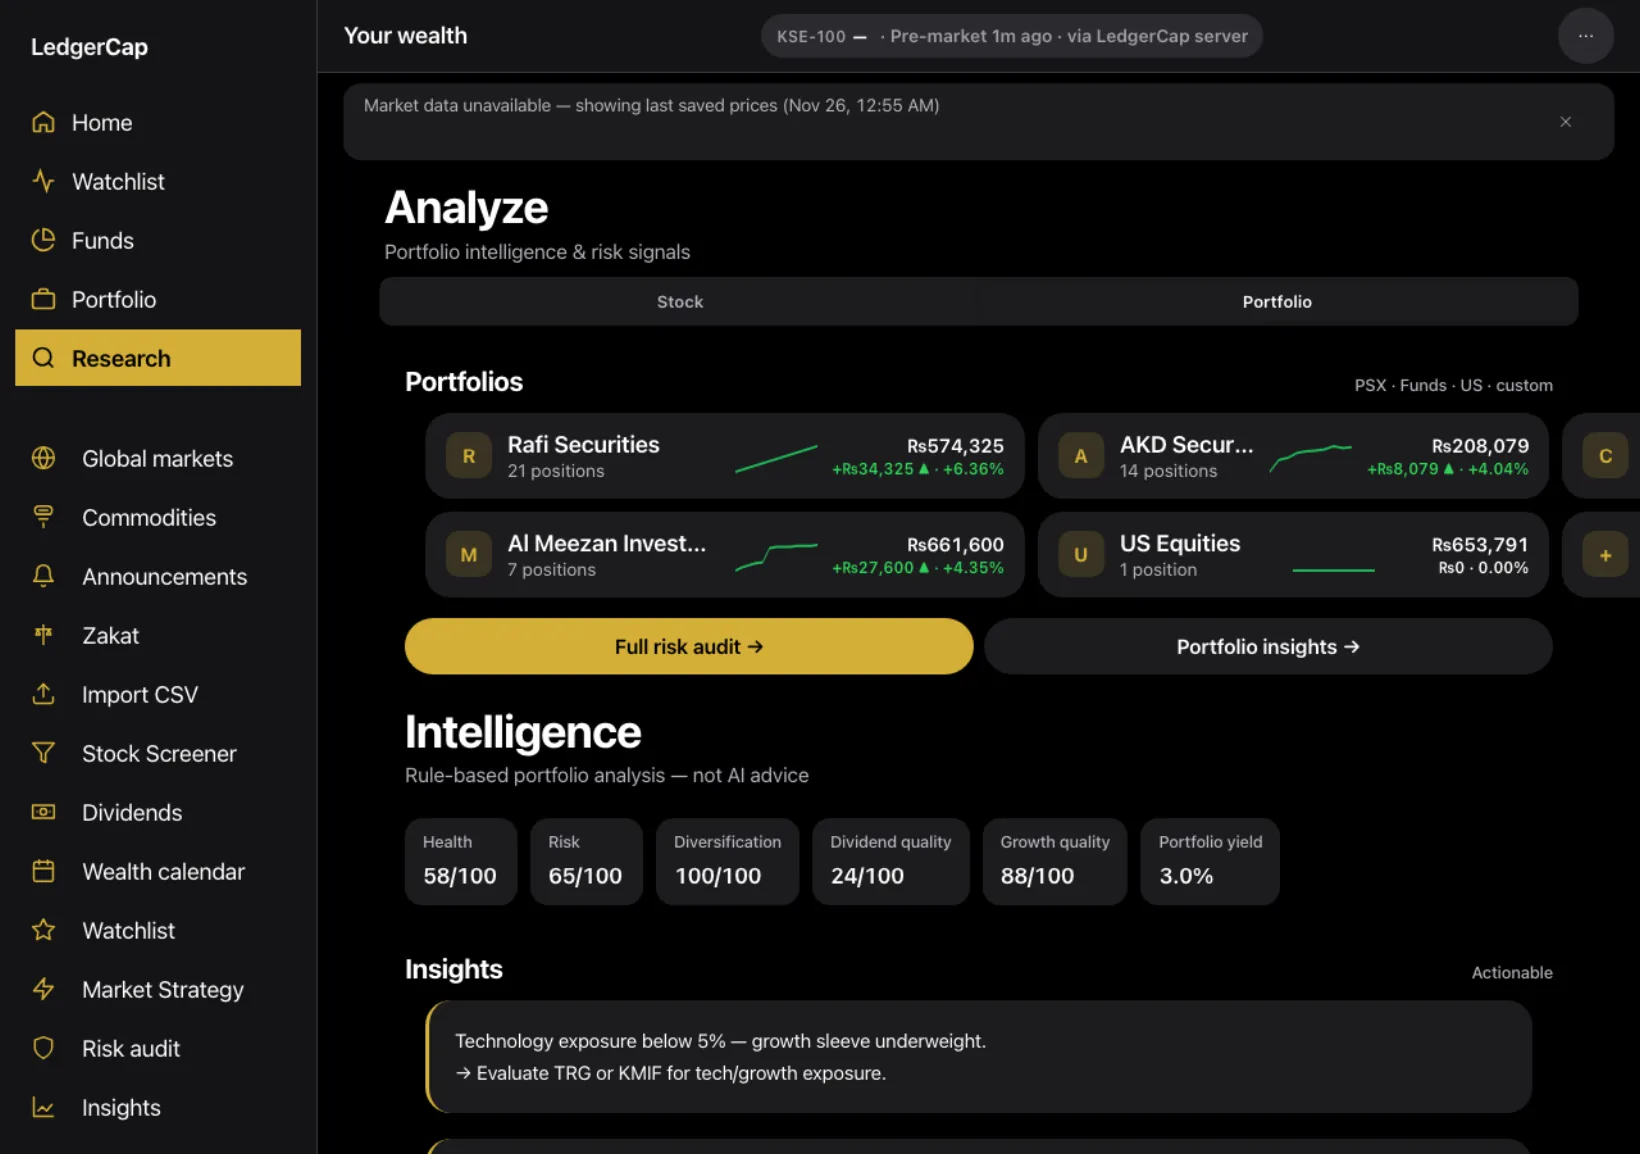 LedgerCap
Home
Watchlist
Funds
Portfolio
Research
Global markets
Commodities
Announcements
Zakat
Import CSV
Stock Screener
Dividends
Wealth calendar
Watchlist
Market Strategy
Risk audit
Insights
Your wealth
KSE-100 — · Pre-market 1m ago · via LedgerCap server
...
Market data unavailable — showing last saved prices (Nov 26, 12:55 AM)
Analyze
Portfolio intelligence & risk signals
Stock
Portfolio
Portfolios
PSX · Funds · US · custom
R
Rafi Securities
21 positions
₨574,325
+₨34,325 ▲ · +6.36%
A
AKD Secur...
14 positions
₨208,079
+₨8,079 ▲ · +4.04%
C
M
Al Meezan Invest...
7 positions
₨661,600
+₨27,600 ▲ · +4.35%
U
US Equities
1 position
₨653,791
₨0 · 0.00%
+
Full risk audit →
Portfolio insights →
Intelligence
Rule-based portfolio analysis — not AI advice
Health
58/100
Risk
65/100
Diversification
100/100
Dividend quality
24/100
Growth quality
88/100
Portfolio yield
3.0%
Insights
Actionable
Technology exposure below 5% — growth sleeve underweight.
→ Evaluate TRG or KMIF for tech/growth exposure.